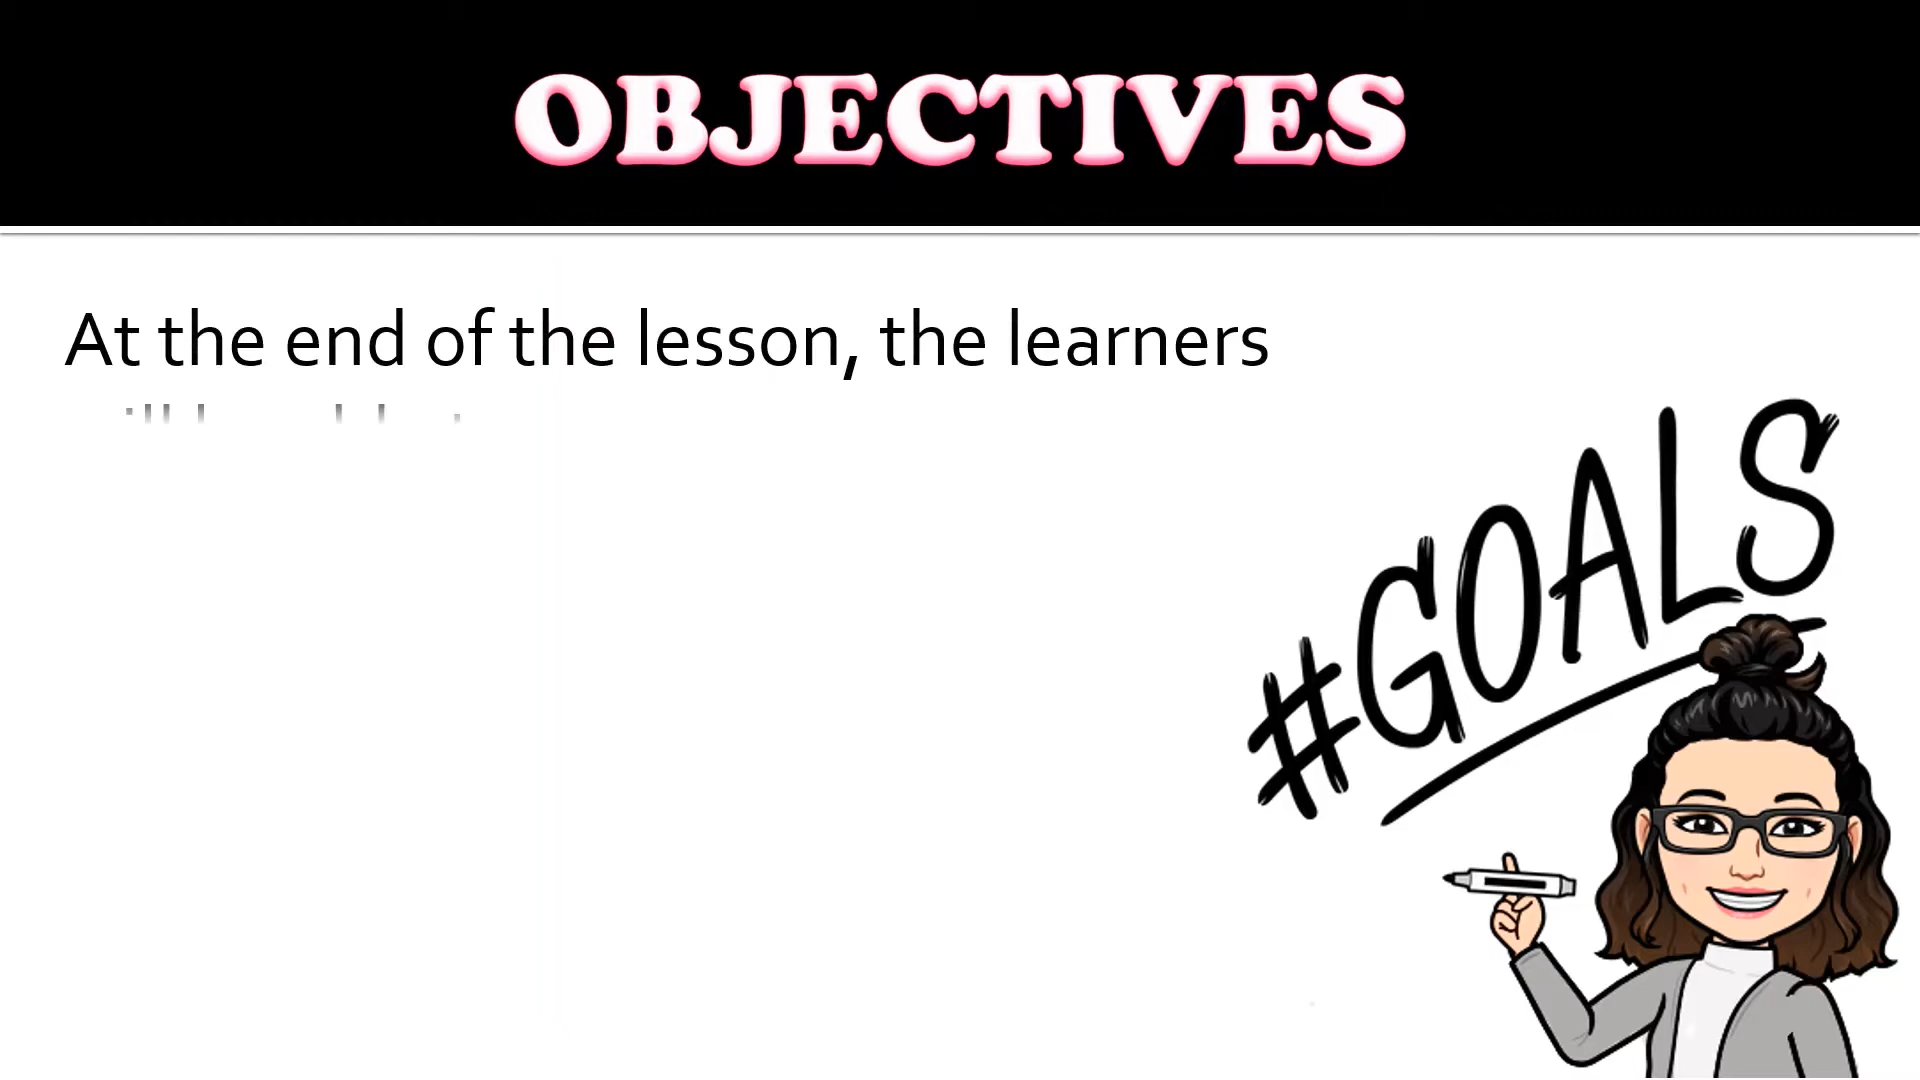 OBJECTIVES
At the end of the lesson, the learners
#GOALS